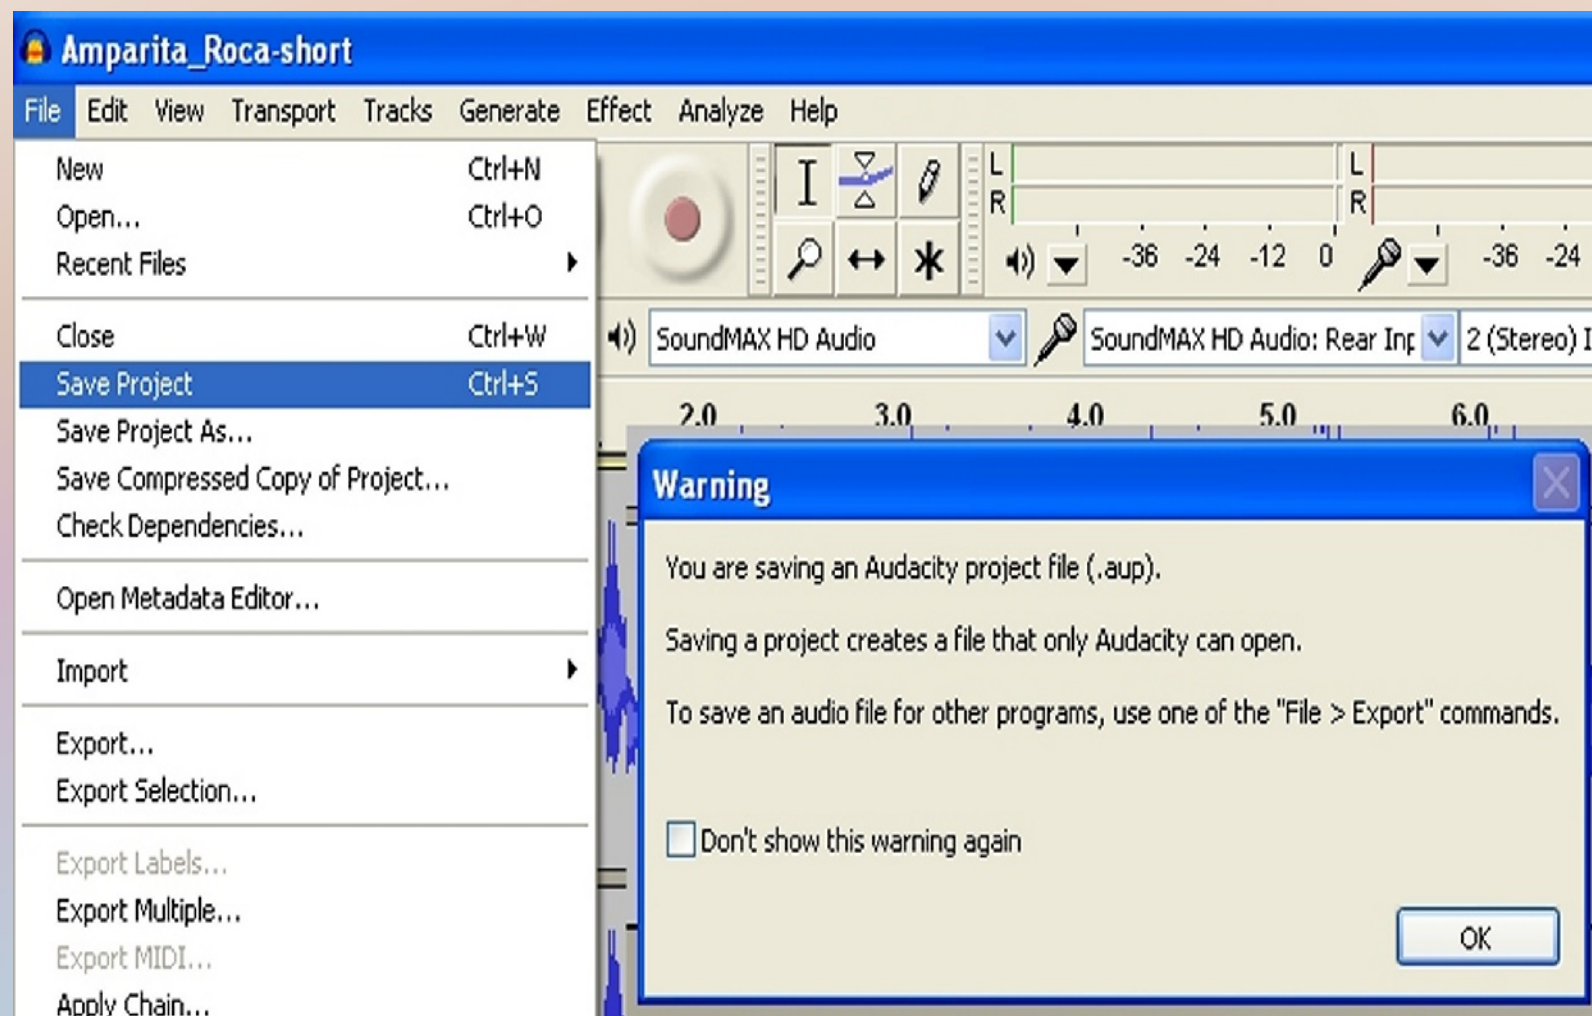 Amparita_Roca-short
File Edit View Transport Tracks Generate Effect Analyze Help
New Ctrl+N
Open... Ctrl+O
Recent Files
Close Ctrl+W
Save Project Ctrl+S
Save Project As...
Save Compressed Copy of Project...
Check Dependencies...
Open Metadata Editor...
Import
Export...
Export Selection...
Export Labels...
Export Multiple...
Export MIDI...
Apply Chain...
L L
R R
-36 -24 -12 0 -36 -24
SoundMAX HD Audio SoundMAX HD Audio: Rear Inp 2 (Stereo) I
2.0 3.0 4.0 5.0 6.0
Warning
You are saving an Audacity project file (.aup).
Saving a project creates a file that only Audacity can open.
To save an audio file for other programs, use one of the "File > Export" commands.
Don't show this warning again
OK